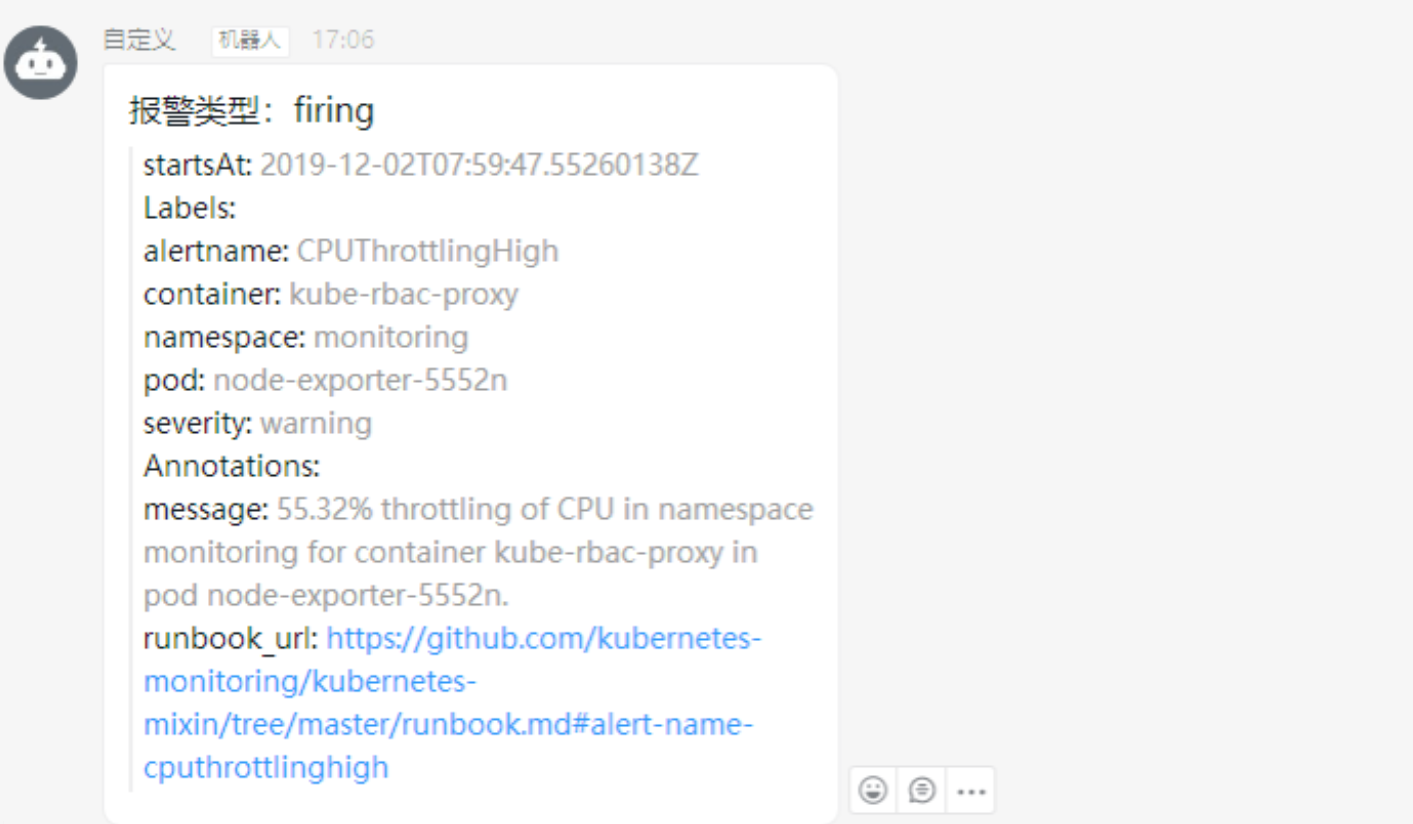 自定义 机器人 17:06
报警类型：firing
startsAt: 2019-12-02T07:59:47.55260138Z
Labels:
alertname: CPUThrottlingHigh
container: kube-rbac-proxy
namespace: monitoring
pod: node-exporter-5552n
severity: warning
Annotations:
message: 55.32% throttling of CPU in namespace
monitoring for container kube-rbac-proxy in
pod node-exporter-5552n.
runbook_url: https://github.com/kubernetes-
monitoring/kubernetes-
mixin/tree/master/runbook.md#alert-name-
cputhrottlinghigh